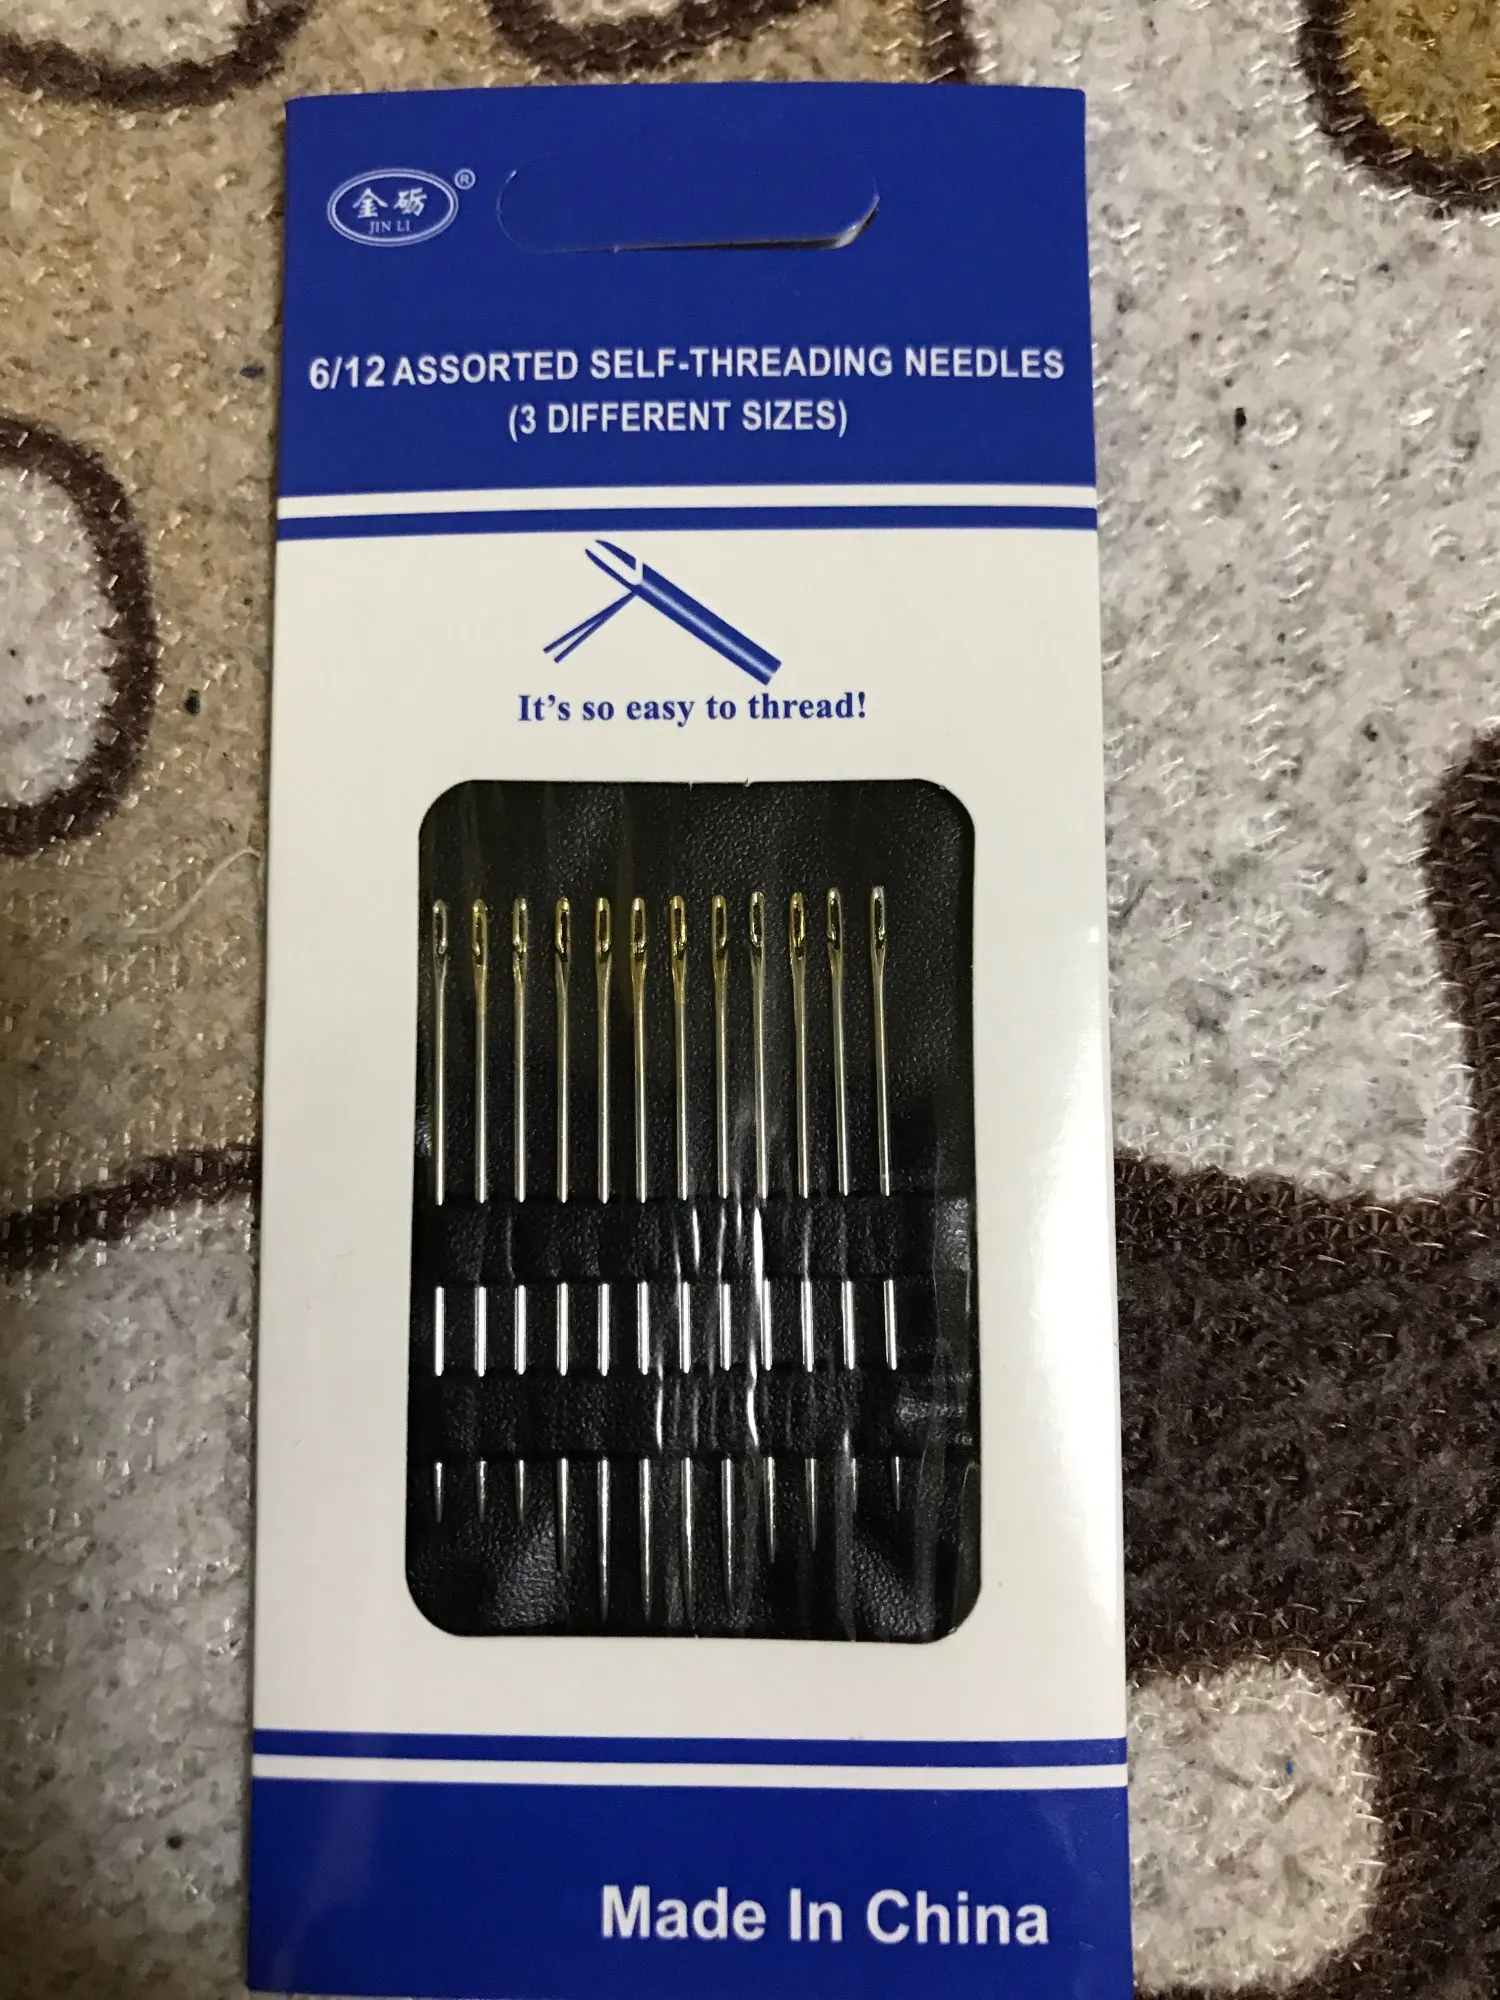 金砺
JIN LI
®
6/12 ASSORTED SELF-THREADING NEEDLES
(3 DIFFERENT SIZES)
It's so easy to thread!
Made In China